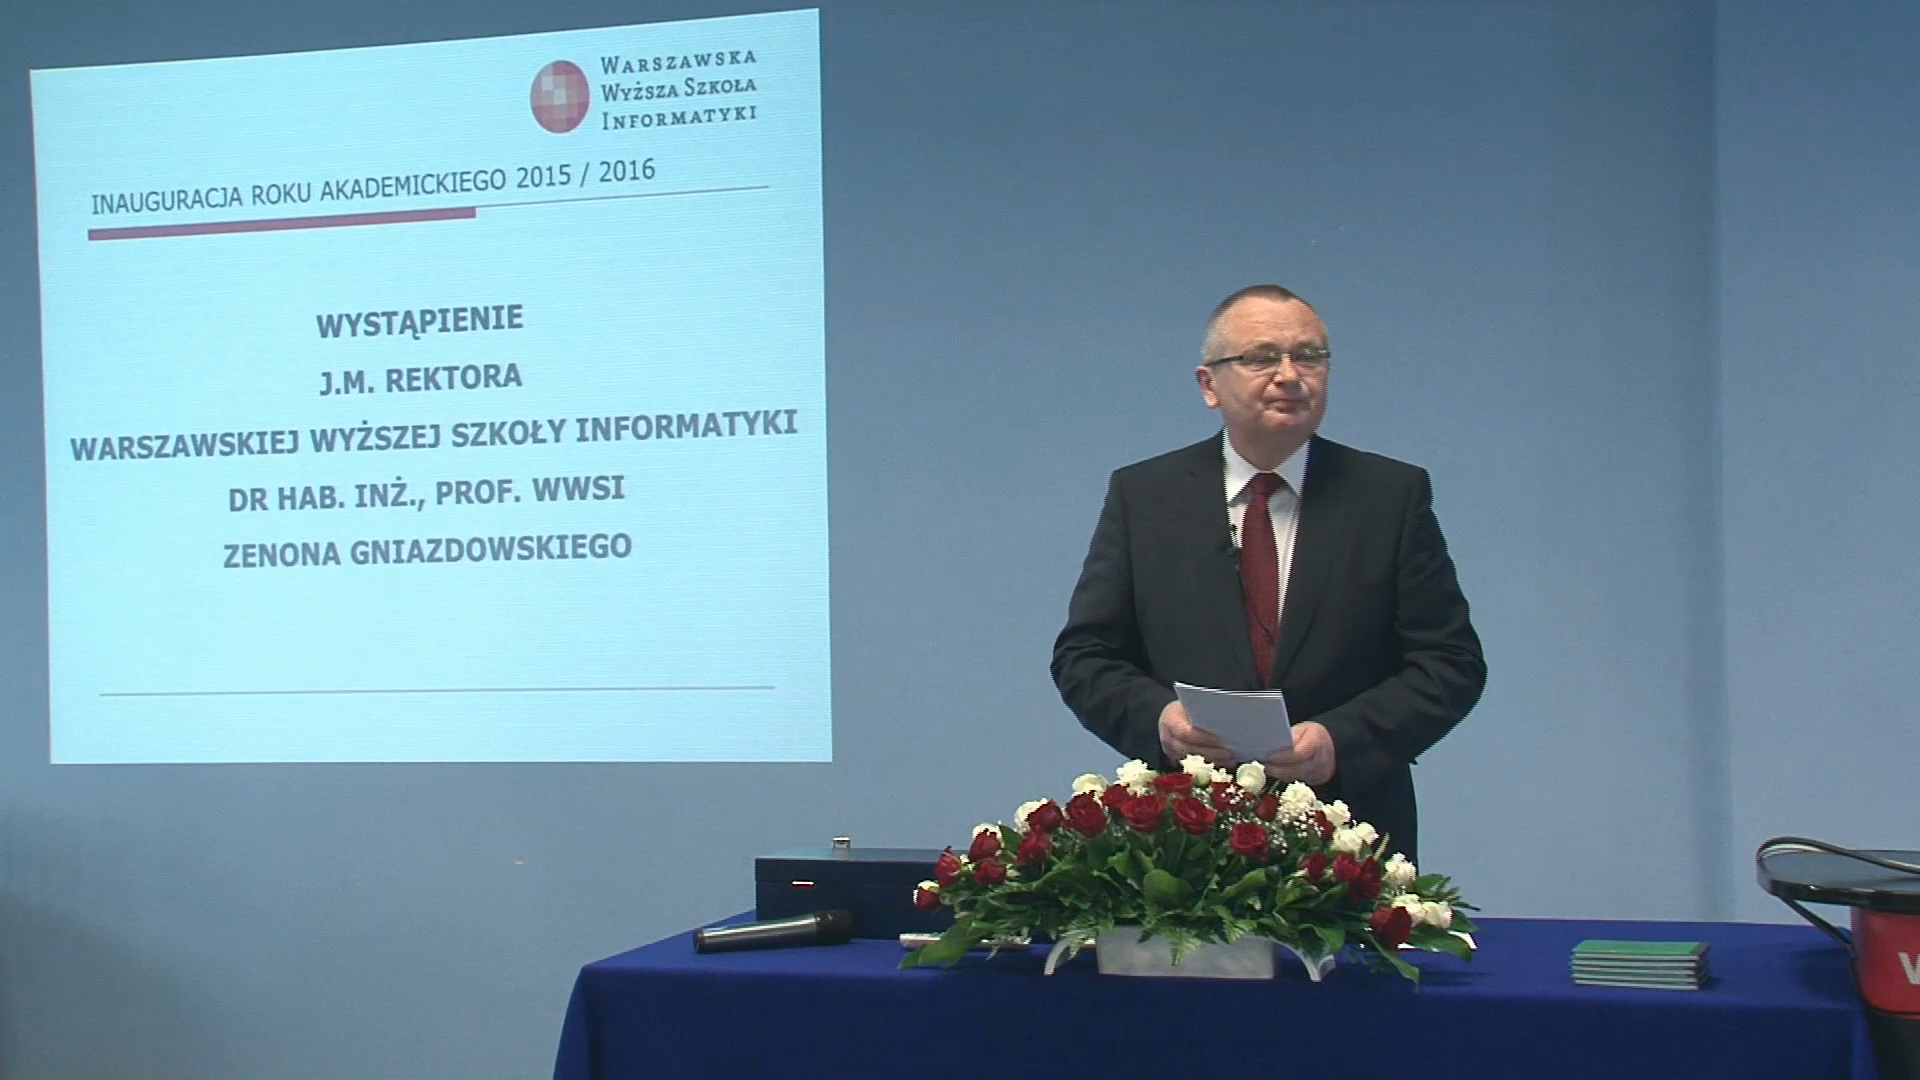 WARSZAWSKA
WYŻSZA SZKOŁA
INFORMATYKI
INAUGURACJA ROKU AKADEMICKIEGO 2015 / 2016
WYSTĄPIENIE
J.M. REKTORA
WARSZAWSKIEJ WYŻSZEJ SZKOŁY INFORMATYKI
DR HAB. INŻ., PROF. WWSI
ZENONA GNIAZDOWSKIEGO